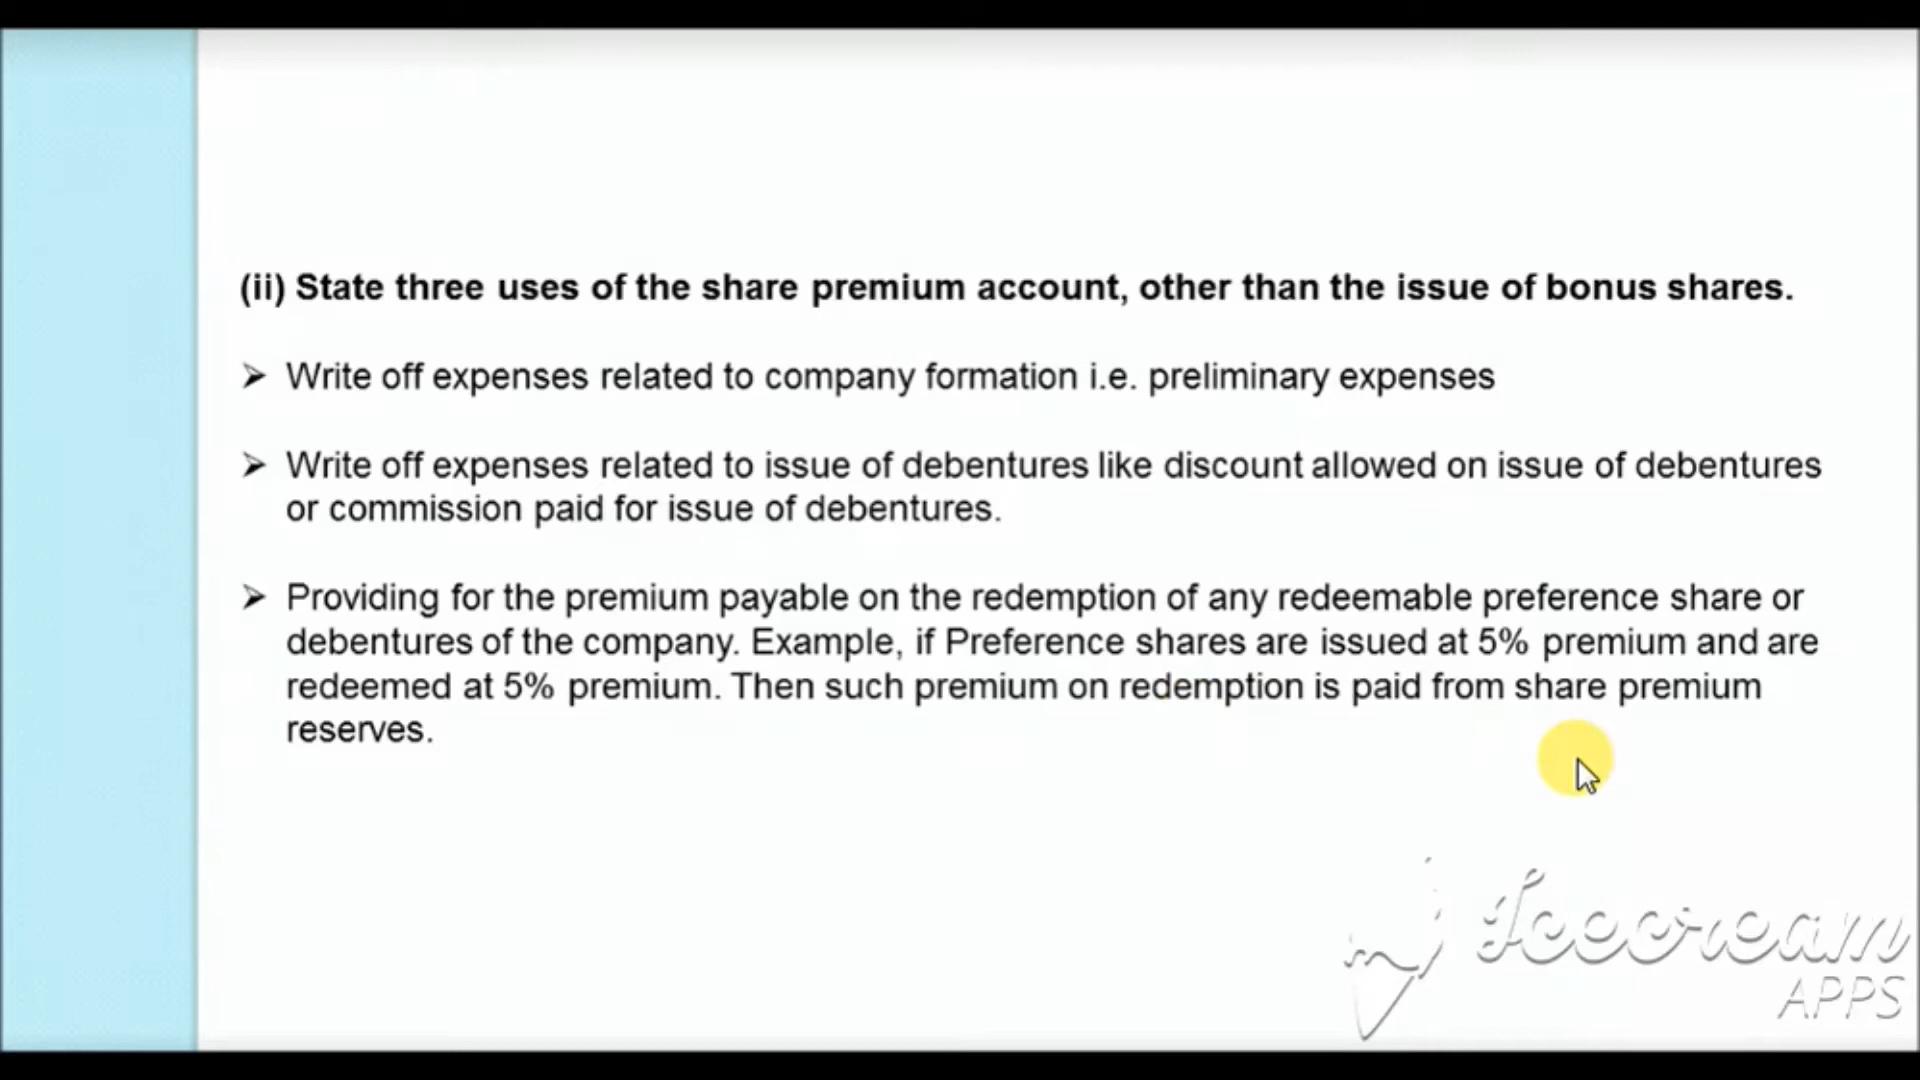 (ii) State three uses of the share premium account, other than the issue of bonus shares.
➢ Write off expenses related to company formation i.e. preliminary expenses
➢ Write off expenses related to issue of debentures like discount allowed on issue of debentures
or commission paid for issue of debentures.
➢ Providing for the premium payable on the redemption of any redeemable preference share or
debentures of the company. Example, if Preference shares are issued at 5% premium and are
redeemed at 5% premium. Then such premium on redemption is paid from share premium
reserves.
Icecream
APPS